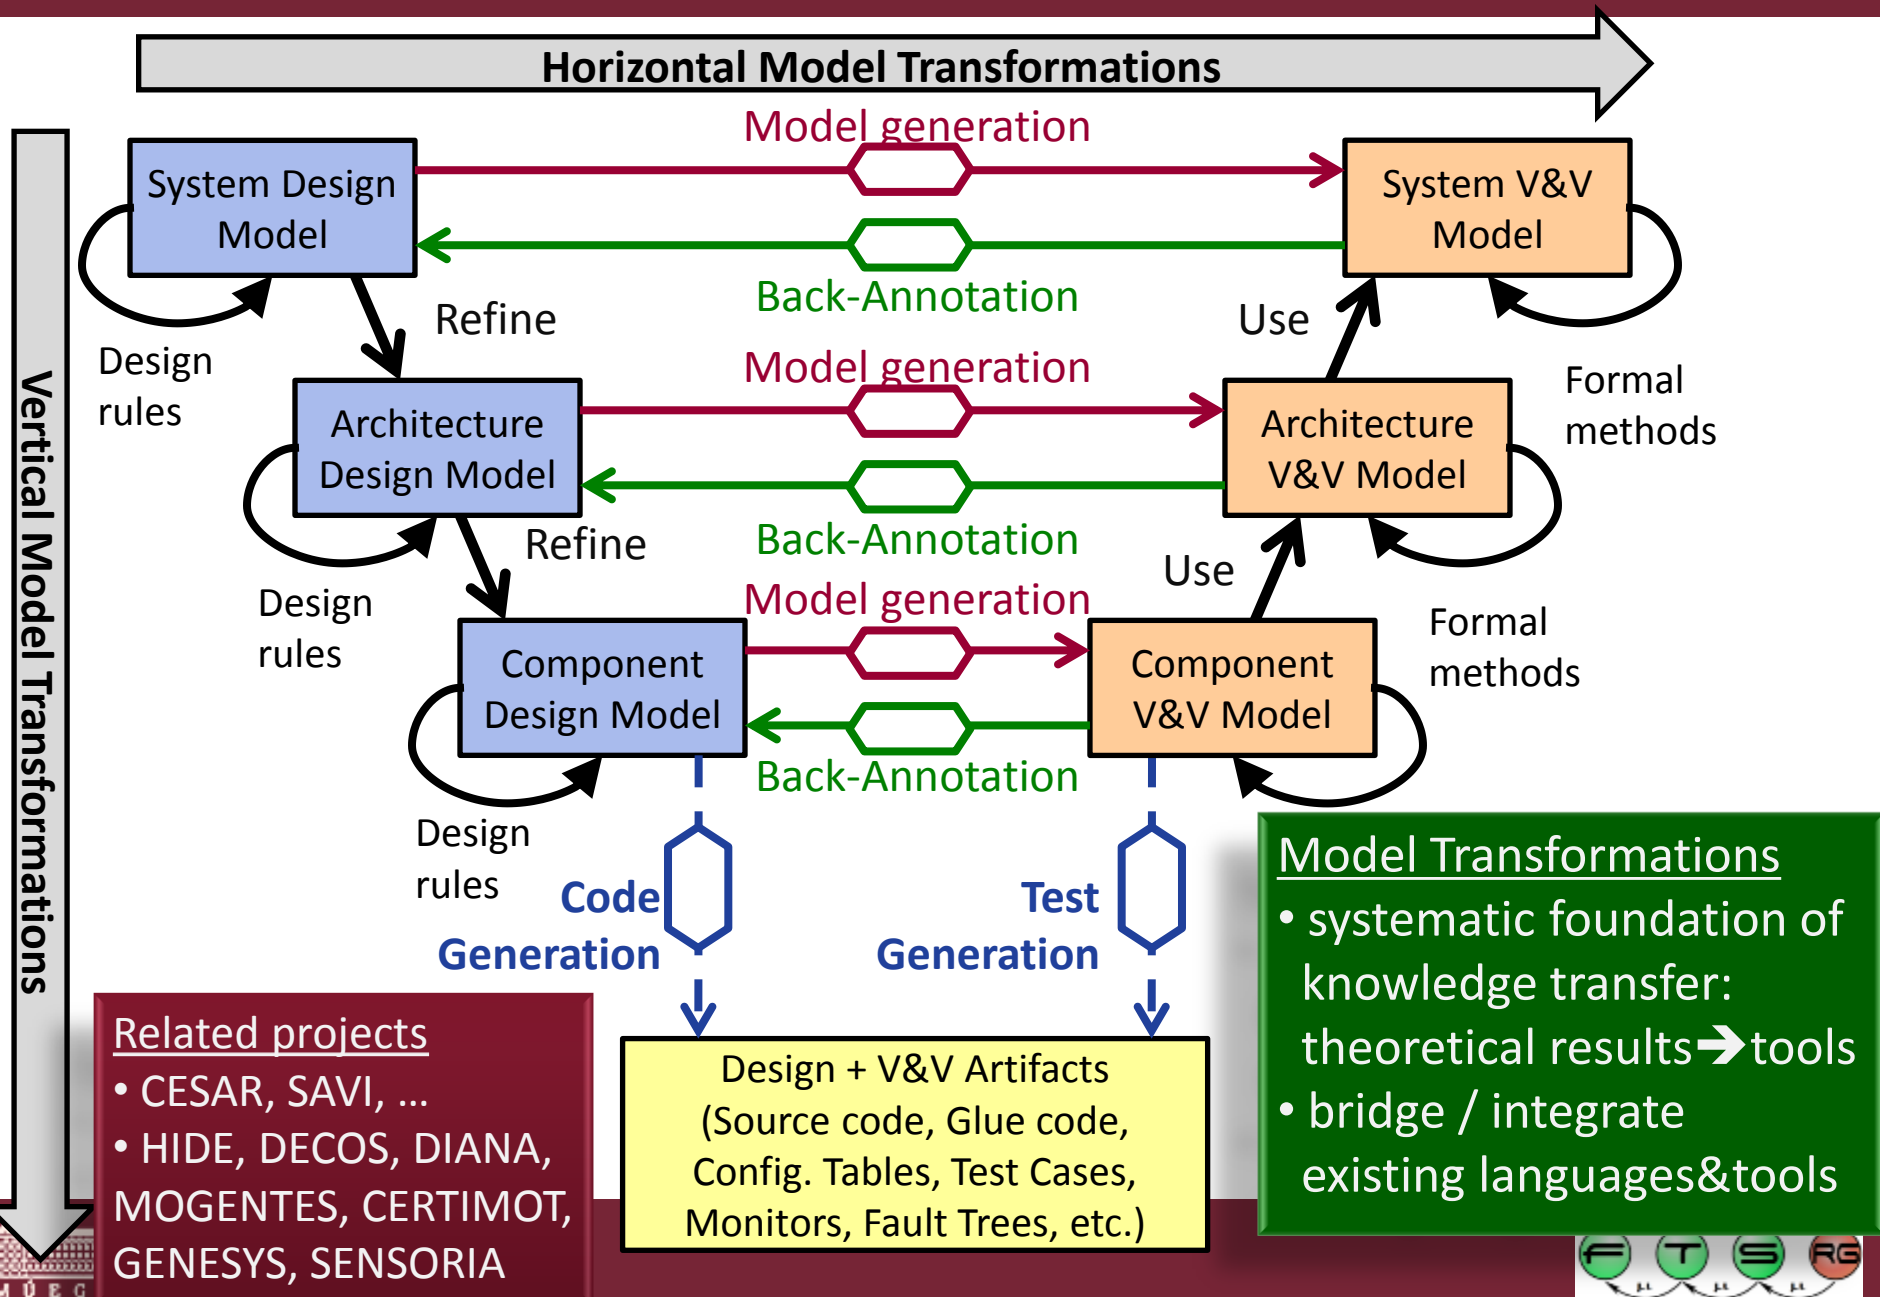 Horizontal Model Transformations
Vertical Model Transformations
Model generation
System Design
Model
System V&V
Model
Back-Annotation
Refine
Use
Design
rules
Formal
methods
Model generation
Architecture
Design Model
Architecture
V&V Model
Back-Annotation
Refine
Use
Design
rules
Formal
methods
Model generation
Component
Design Model
Component
V&V Model
Back-Annotation
Design
rules
Code
Generation
Test
Generation
Model Transformations
• systematic foundation of
knowledge transfer:
theoretical results➔tools
• bridge / integrate
existing languages&tools
Related projects
• CESAR, SAVI, ...
• HIDE, DECOS, DIANA,
MOGENTES, CERTIMOT,
GENESYS, SENSORIA
Design + V&V Artifacts
(Source code, Glue code,
Config. Tables, Test Cases,
Monitors, Fault Trees, etc.)
M Ű E G
F T S RG
μ μ μ